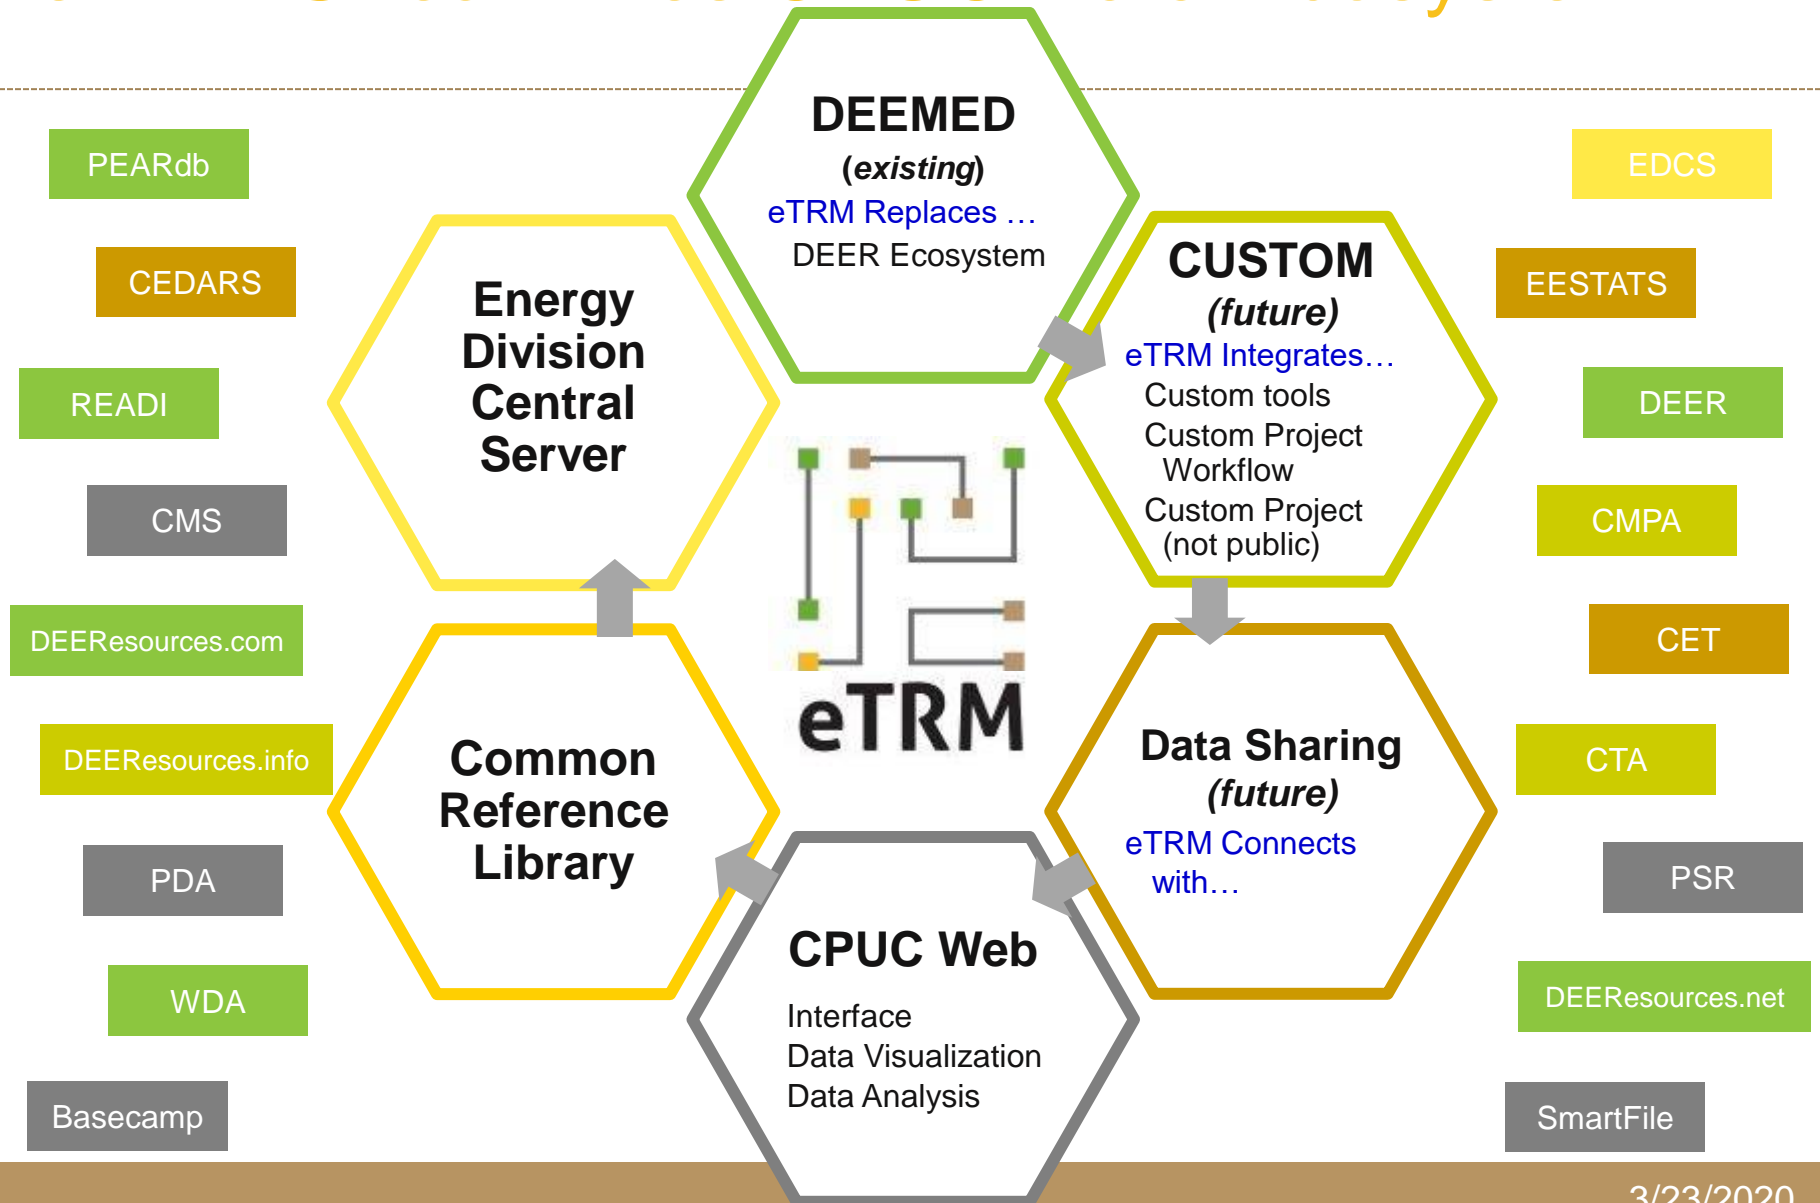 DEEMED
(existing)
eTRM Replaces …
DEER Ecosystem
PEARdb
CEDARS
READI
CMS
DEEResources.com
DEEResources.info
PDA
WDA
Basecamp
Energy
Division
Central
Server
CUSTOM
(future)
eTRM Integrates…
Custom tools
Custom Project
Workflow
Custom Project
(not public)
eTRM
Common
Reference
Library
Data Sharing
(future)
eTRM Connects
with…
CPUC Web
Interface
Data Visualization
Data Analysis
EDCS
EESTATS
DEER
CMPA
CET
CTA
PSR
DEEResources.net
SmartFile
3/23/2020